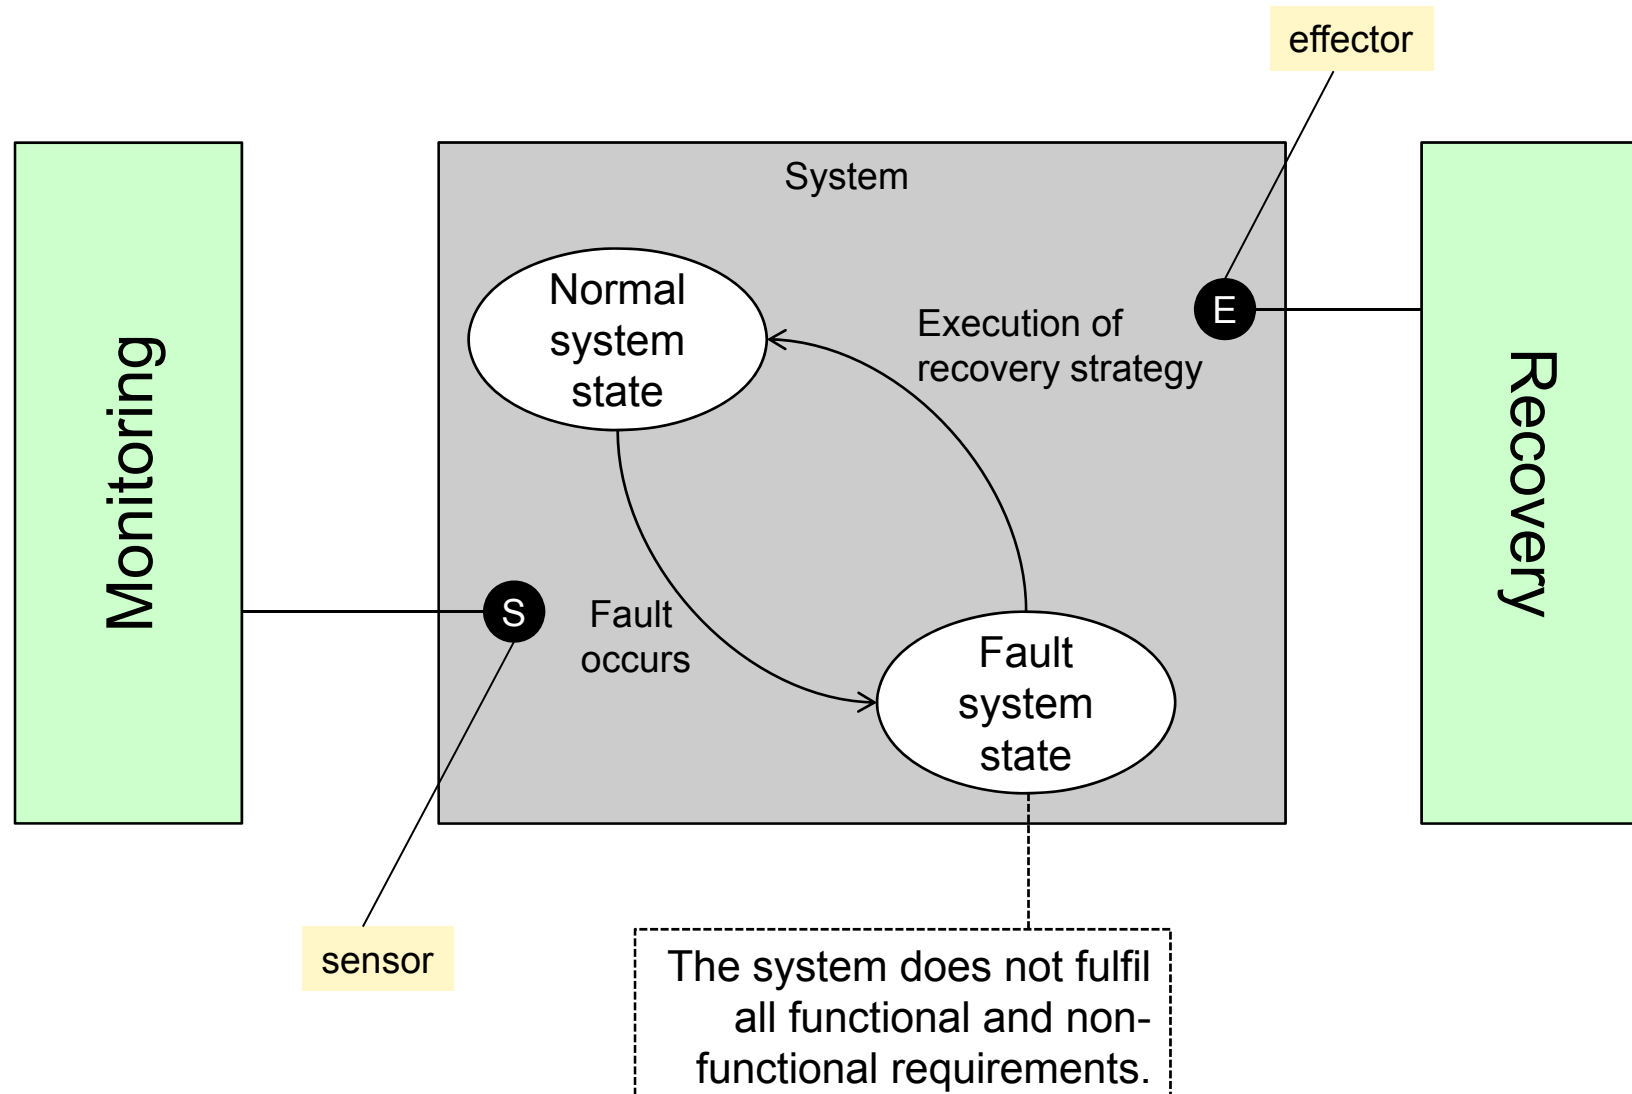 effector
System
Monitoring
Normal
system
state
E
Execution of
recovery strategy
Recovery
S
Fault
occurs
Fault
system
state
sensor
The system does not fulfil
all functional and non-
functional requirements.